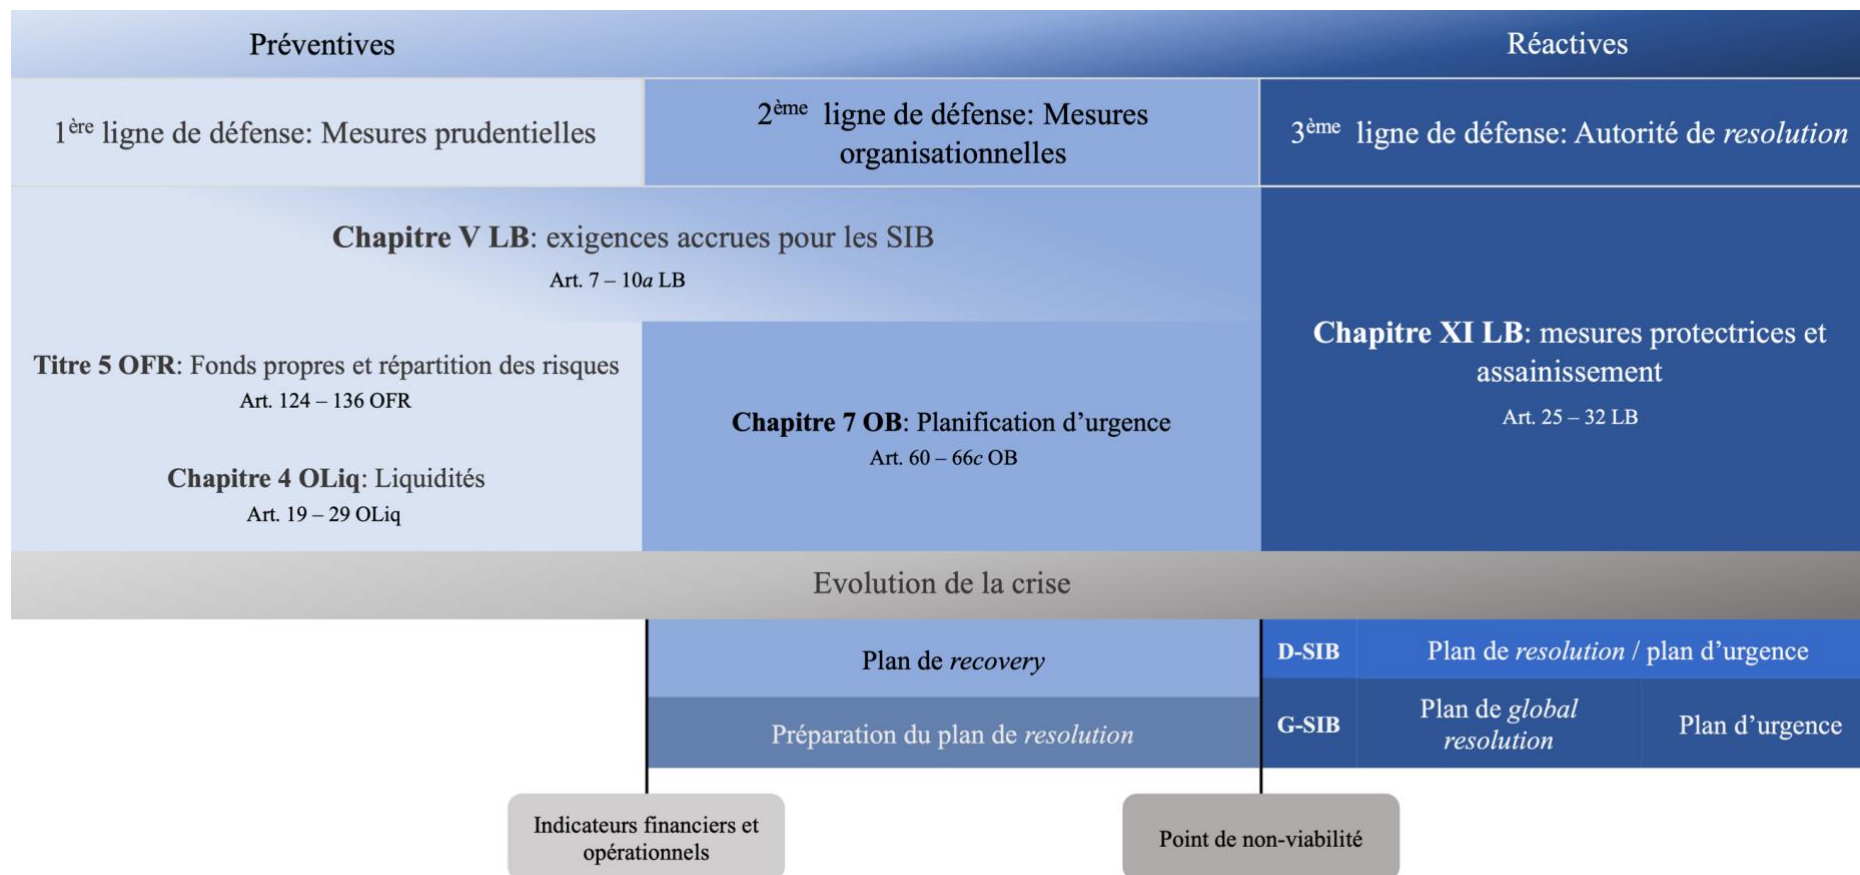 Préventives
Réactives
1ère ligne de défense: Mesures prudentielles
2ème ligne de défense: Mesures
organisationnelles
3ème ligne de défense: Autorité de resolution
Chapitre V LB: exigences accrues pour les SIB
Art. 7 – 10a LB
Titre 5 OFR: Fonds propres et répartition des risques
Art. 124 – 136 OFR
Chapitre 4 OLiq: Liquidités
Art. 19 – 29 OLiq
Chapitre 7 OB: Planification d’urgence
Art. 60 – 66c OB
Chapitre XI LB: mesures protectrices et
assainissement
Art. 25 – 32 LB
Evolution de la crise
Plan de recovery
Préparation du plan de resolution
D-SIB
Plan de resolution / plan d’urgence
G-SIB
Plan de global
resolution
Plan d’urgence
Indicateurs financiers et
opérationnels
Point de non-viabilité